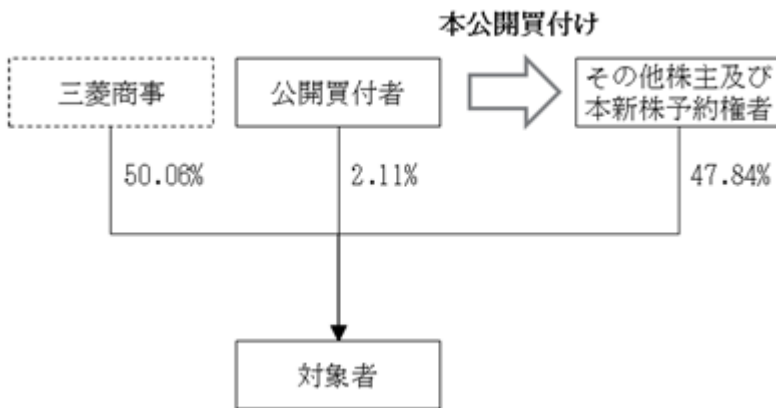 本公開買付け
三菱商事
公開買付者
その他株主及び
本新株予約権者
50.06%
2.11%
47.84%
対象者